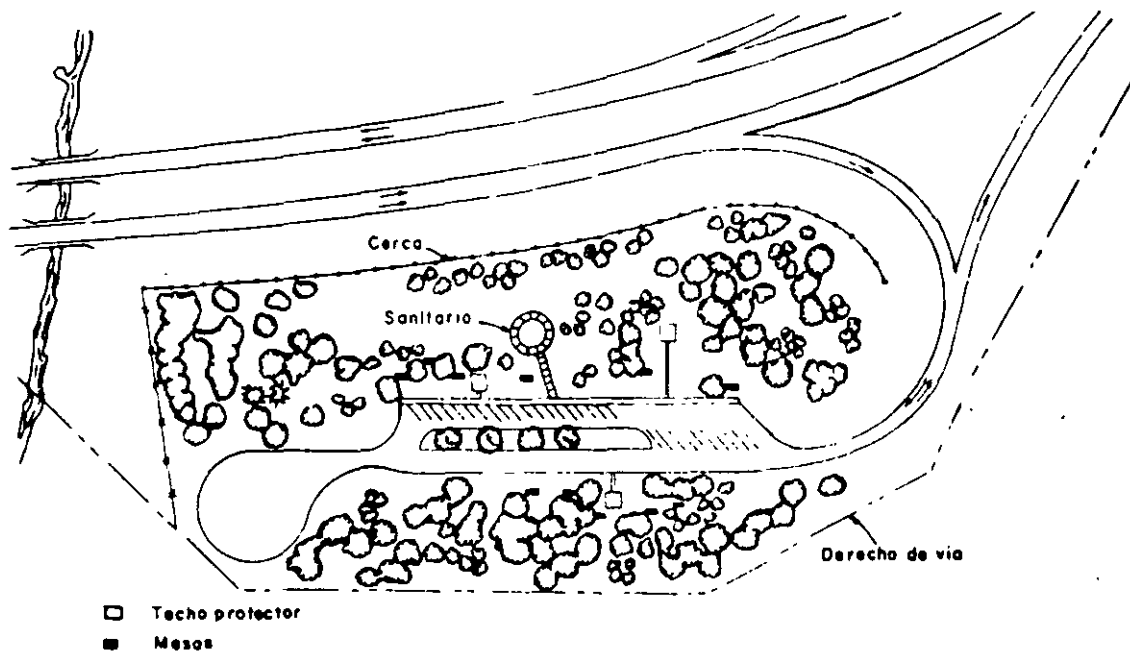 Cerca
Sanitario
Derecho de via
Techo protector
Mesas